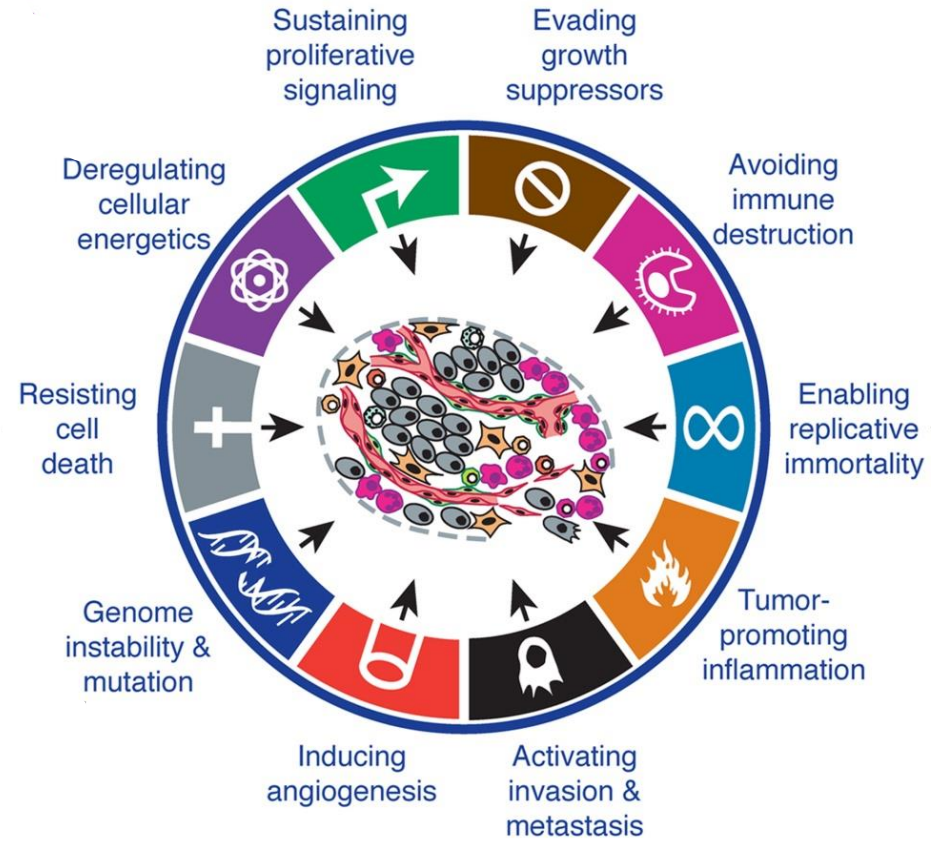 Sustaining
proliferative
signaling
Evading
growth
suppressors
Avoiding
immune
destruction
Enabling
replicative
immortality
Tumor-
promoting
inflammation
Activating
invasion &
metastasis
Inducing
angiogenesis
Genome
instability &
mutation
Resisting
cell
death
Deregulating
cellular
energetics